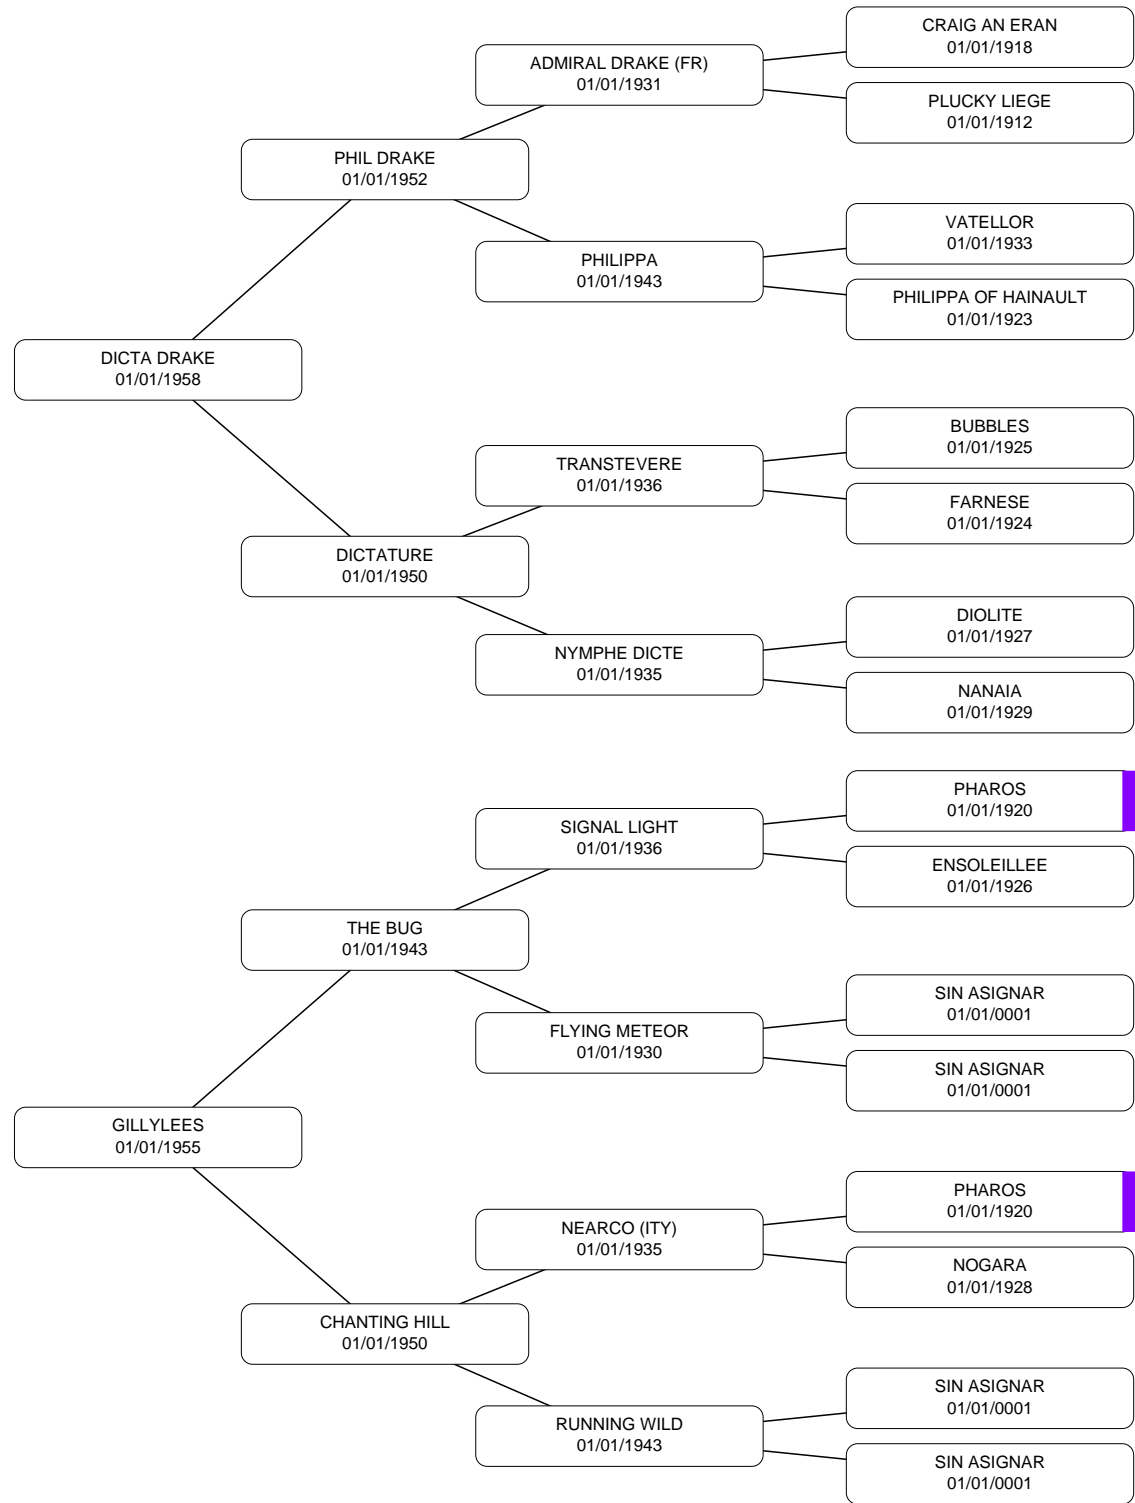 CRAIG AN ERAN
01/01/1918
ADMIRAL DRAKE (FR)
01/01/1931
PLUCKY LIEGE
01/01/1912
PHIL DRAKE
01/01/1952
VATELLOR
01/01/1933
PHILIPPA
01/01/1943
PHILIPPA OF HAINAULT
01/01/1923
DICTA DRAKE
01/01/1958
BUBBLES
01/01/1925
TRANSTEVERE
01/01/1936
FARNESE
01/01/1924
DICTATURE
01/01/1950
DIOLITE
01/01/1927
NYMPHE DICTE
01/01/1935
NANAIA
01/01/1929
PHAROS
01/01/1920
SIGNAL LIGHT
01/01/1936
ENSOLEILLEE
01/01/1926
THE BUG
01/01/1943
SIN ASIGNAR
01/01/0001
FLYING METEOR
01/01/1930
SIN ASIGNAR
01/01/0001
GILLYLEES
01/01/1955
PHAROS
01/01/1920
NEARCO (ITY)
01/01/1935
NOGARA
01/01/1928
CHANTING HILL
01/01/1950
SIN ASIGNAR
01/01/0001
RUNNING WILD
01/01/1943
SIN ASIGNAR
01/01/0001